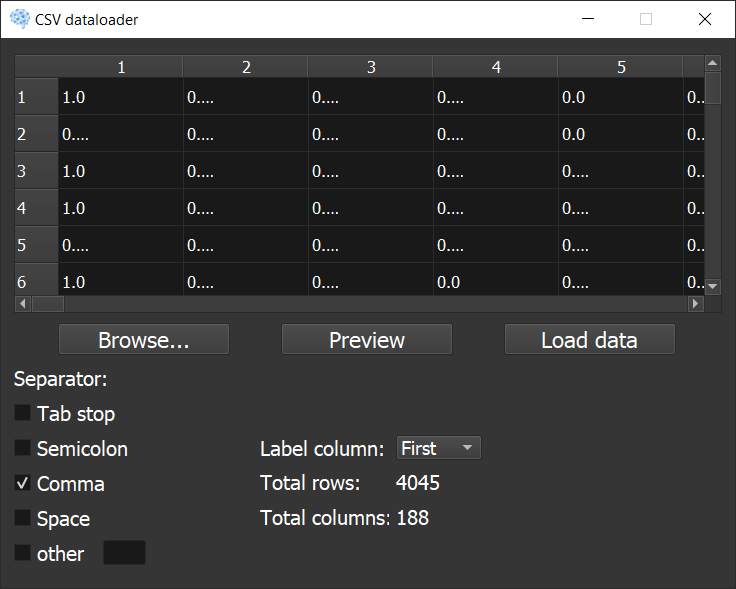 CSV dataloader
1 2 3 4 5
1 1.0 0.... 0.... 0.... 0.0 0..
2 0.... 0.... 0.... 0.... 0.0 0..
3 1.0 0.... 0.... 0.... 0.... 0..
4 1.0 0.... 0.... 0.... 0.... 0..
5 0.... 0.... 0.... 0.... 0.... 0..
6 1.0 0.... 0.... 0.0 0.... 0..
Browse... Preview Load data
Separator:
Tab stop
Semicolon Label column: First
Comma Total rows: 4045
Space Total columns: 188
other